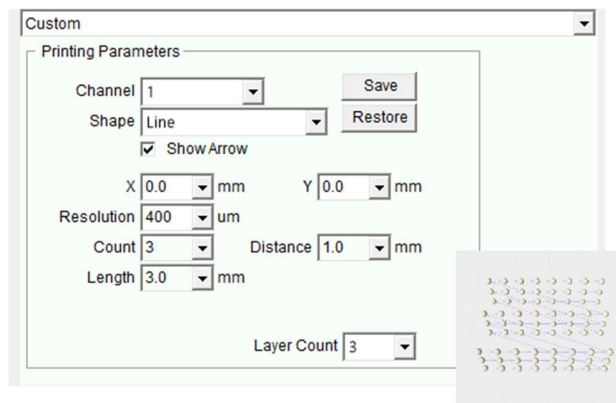 Custom
Printing Parameters
Channel 1 Save
Shape Line Restore
Show Arrow
X 0.0 mm Y 0.0 mm
Resolution 400 um
Count 3 Distance 1.0 mm
Length 3.0 mm
Layer Count 3